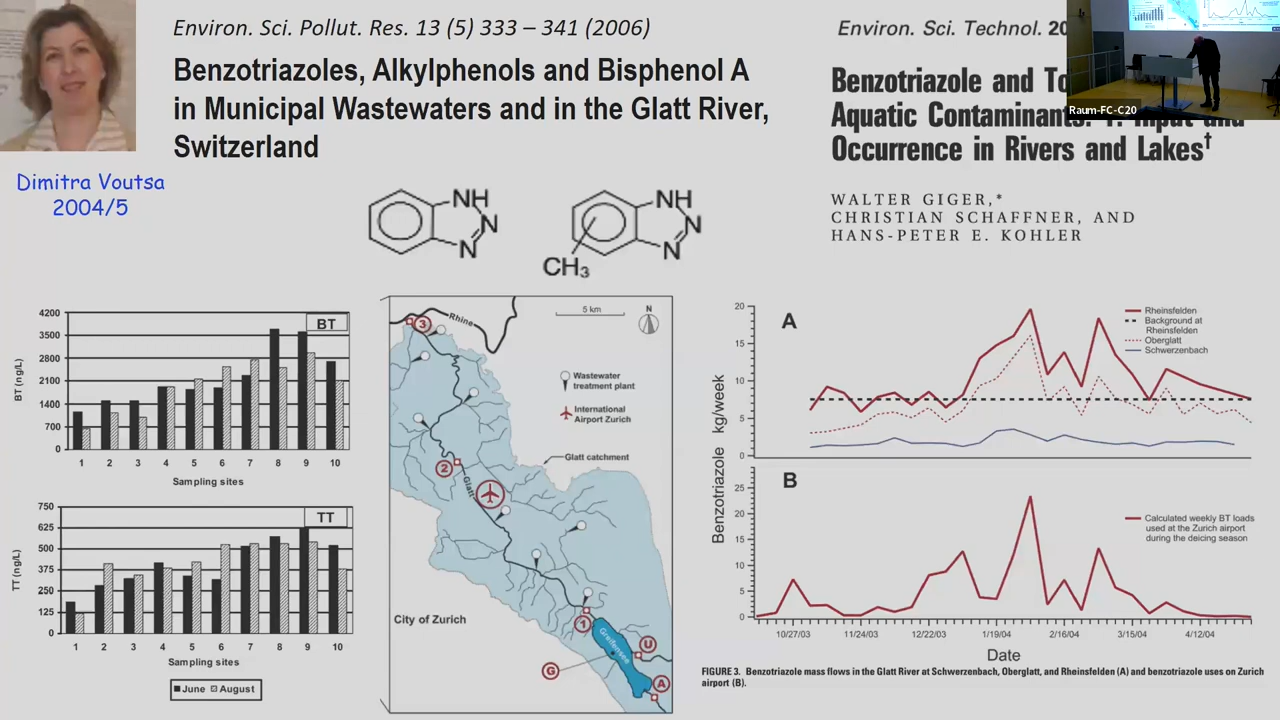 Environ. Sci. Pollut. Res. 13 (5) 333 – 341 (2006)
Benzotriazoles, Alkylphenols and Bisphenol A
in Municipal Wastewaters and in the Glatt River,
Switzerland
Dimitra Voutsa
2004/5
Environ. Sci. Technol.
Benzotriazole and
Aquatic Contaminants.
Occurrence in Rivers and Lakes†
WALTER GIGER,*
CHRISTIAN SCHAFFNER, AND
HANS-PETER E. KOHLER
Raum-FC-C20
NH
N
N
NH
N
N
CH3
BT
BT (ng/L)
4200
3500
2800
2100
1400
700
0
1 2 3 4 5 6 7 8 9 10
Sampling sites
TT
TT (ng/L)
750
625
500
375
250
125
0
1 2 3 4 5 6 7 8 9 10
Sampling sites
June August
Rhine
5 km
N
3
Wastewater
treatment plant
International
Airport Zurich
Glatt catchment
2
Glatt
City of Zurich
1
Greifensee
U
G
A
A
20
15
10
5
0
Rheinsfelden
Background at
Rheinsfelden
Oberglatt
Schwerzenbach
Benzotriazole kg/week
B
25
20
15
10
5
0
Calculated weekly BT loads
used at the Zurich airport
during the deicing season
10/27/03 11/24/03 12/22/03 1/19/04 2/16/04 3/15/04 4/12/04
Date
FIGURE 3. Benzotriazole mass flows in the Glatt River at Schwerzenbach, Oberglatt, and Rheinsfelden (A) and benzotriazole uses on Zurich
airport (B).